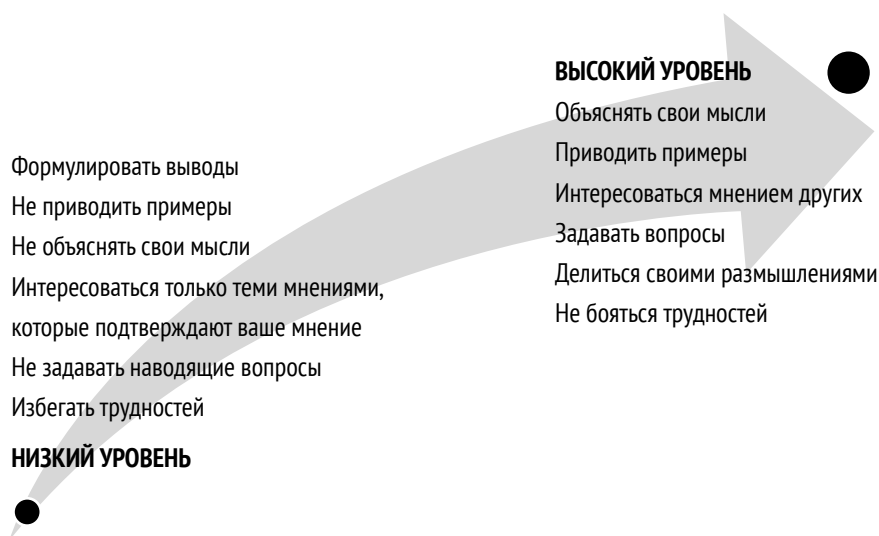 ВЫСОКИЙ УРОВЕНЬ
Объяснять свои мысли
Приводить примеры
Интересоваться мнением других
Задавать вопросы
Делиться своими размышлениями
Не бояться трудностей
Формулировать выводы
Не приводить примеры
Не объяснять свои мысли
Интересоваться только теми мнениями,
которые подтверждают ваше мнение
Не задавать наводящие вопросы
Избегать трудностей
НИЗКИЙ УРОВЕНЬ